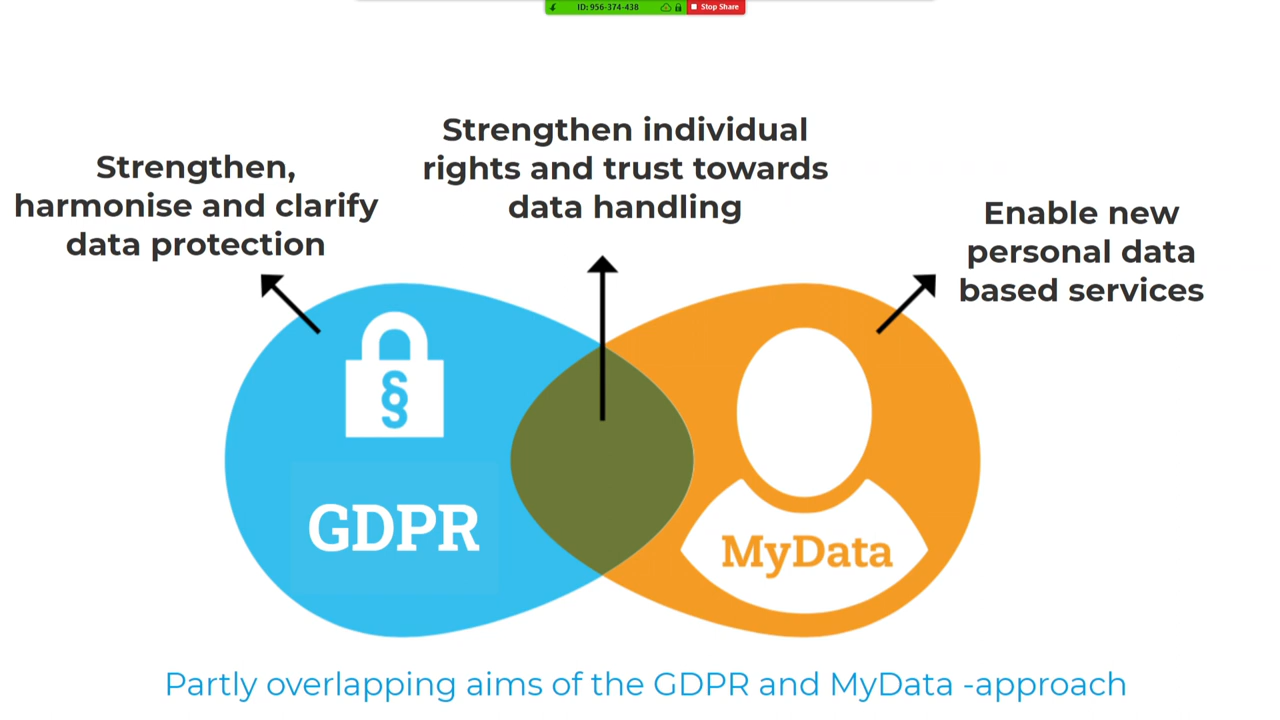 ID: 956-374-438
Stop Share
Strengthen individual
rights and trust towards
data handling
Strengthen,
harmonise and clarify
data protection
Enable new
personal data
based services
§
GDPR
MyData
Partly overlapping aims of the GDPR and MyData -approach